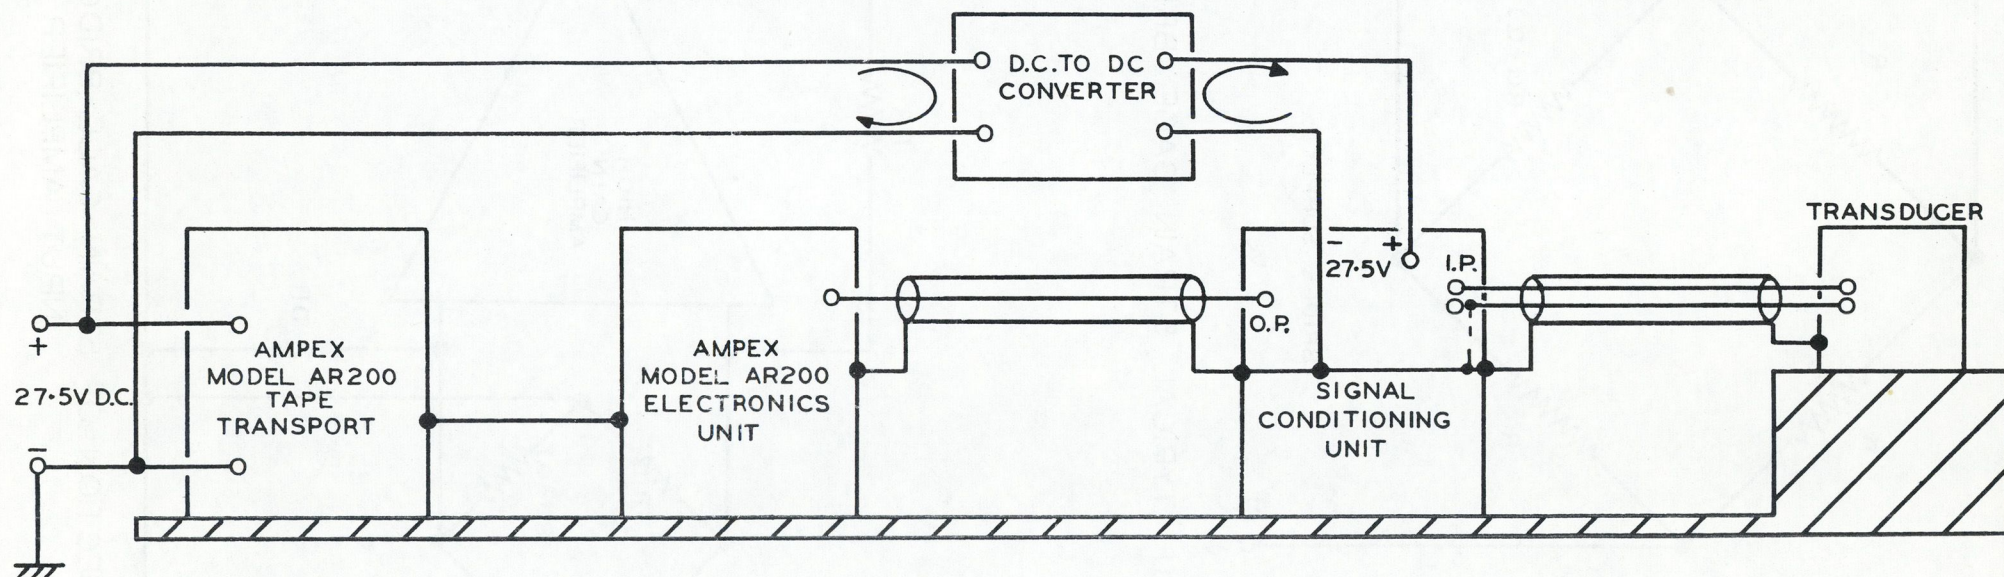 D.C. TO DC
CONVERTER
TRANSDUCER
- +
27·5V
I.P.
O.P.
+
27·5V D.C.
-
AMPEX
MODEL AR200
TAPE
TRANSPORT
AMPEX
MODEL AR200
ELECTRONICS
UNIT
SIGNAL
CONDITIONING
UNIT